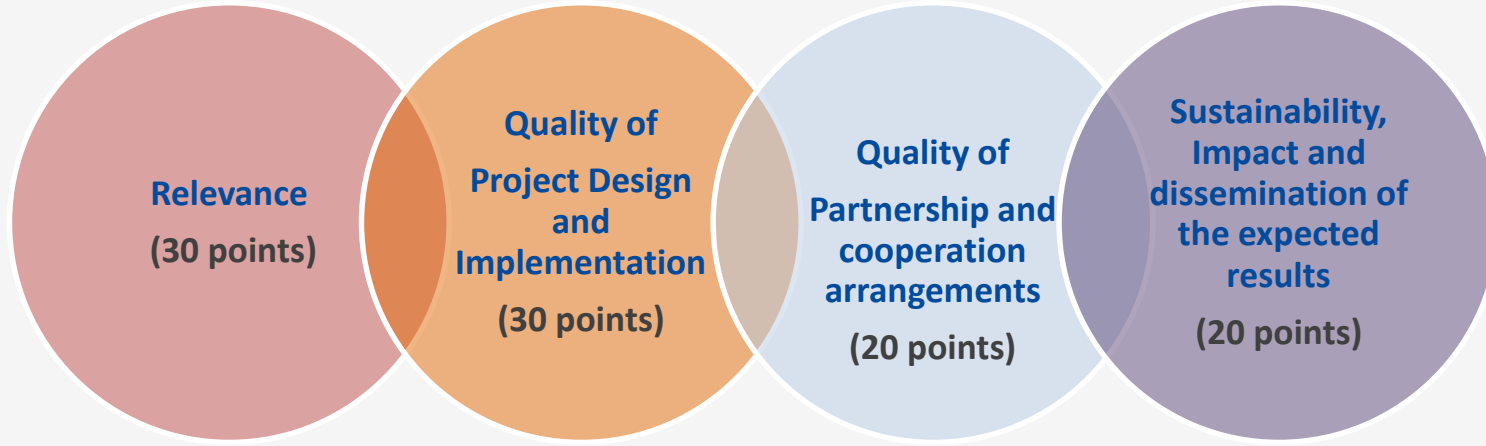 Relevance
(30 points)
Quality of
Project Design
and
Implementation
(30 points)
Quality of
Partnership and
cooperation
arrangements
(20 points)
Sustainability,
Impact and
dissemination of
the expected
results
(20 points)